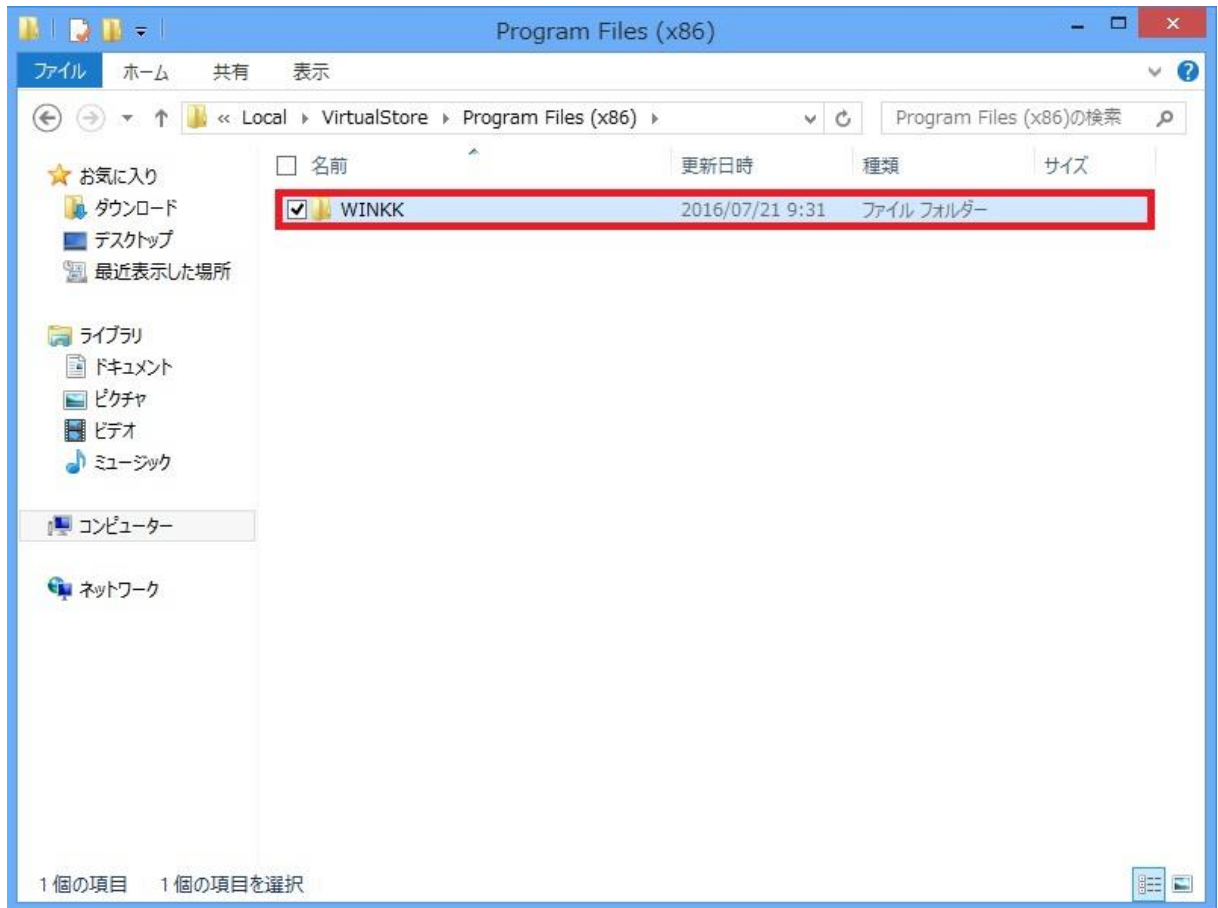 Program Files (x86)
ファイル ホーム 共有 表示
« Local VirtualStore Program Files (x86) Program Files (x86)の検索
名前 更新日時 種類 サイズ
WINKK 2016/07/21 9:31 ファイル フォルダー
お気に入り
ダウンロード
デスクトップ
最近表示した場所
ライブラリ
ドキュメント
ピクチャ
ビデオ
ミュージック
コンピューター
ネットワーク
1 個の項目 1 個の項目を選択